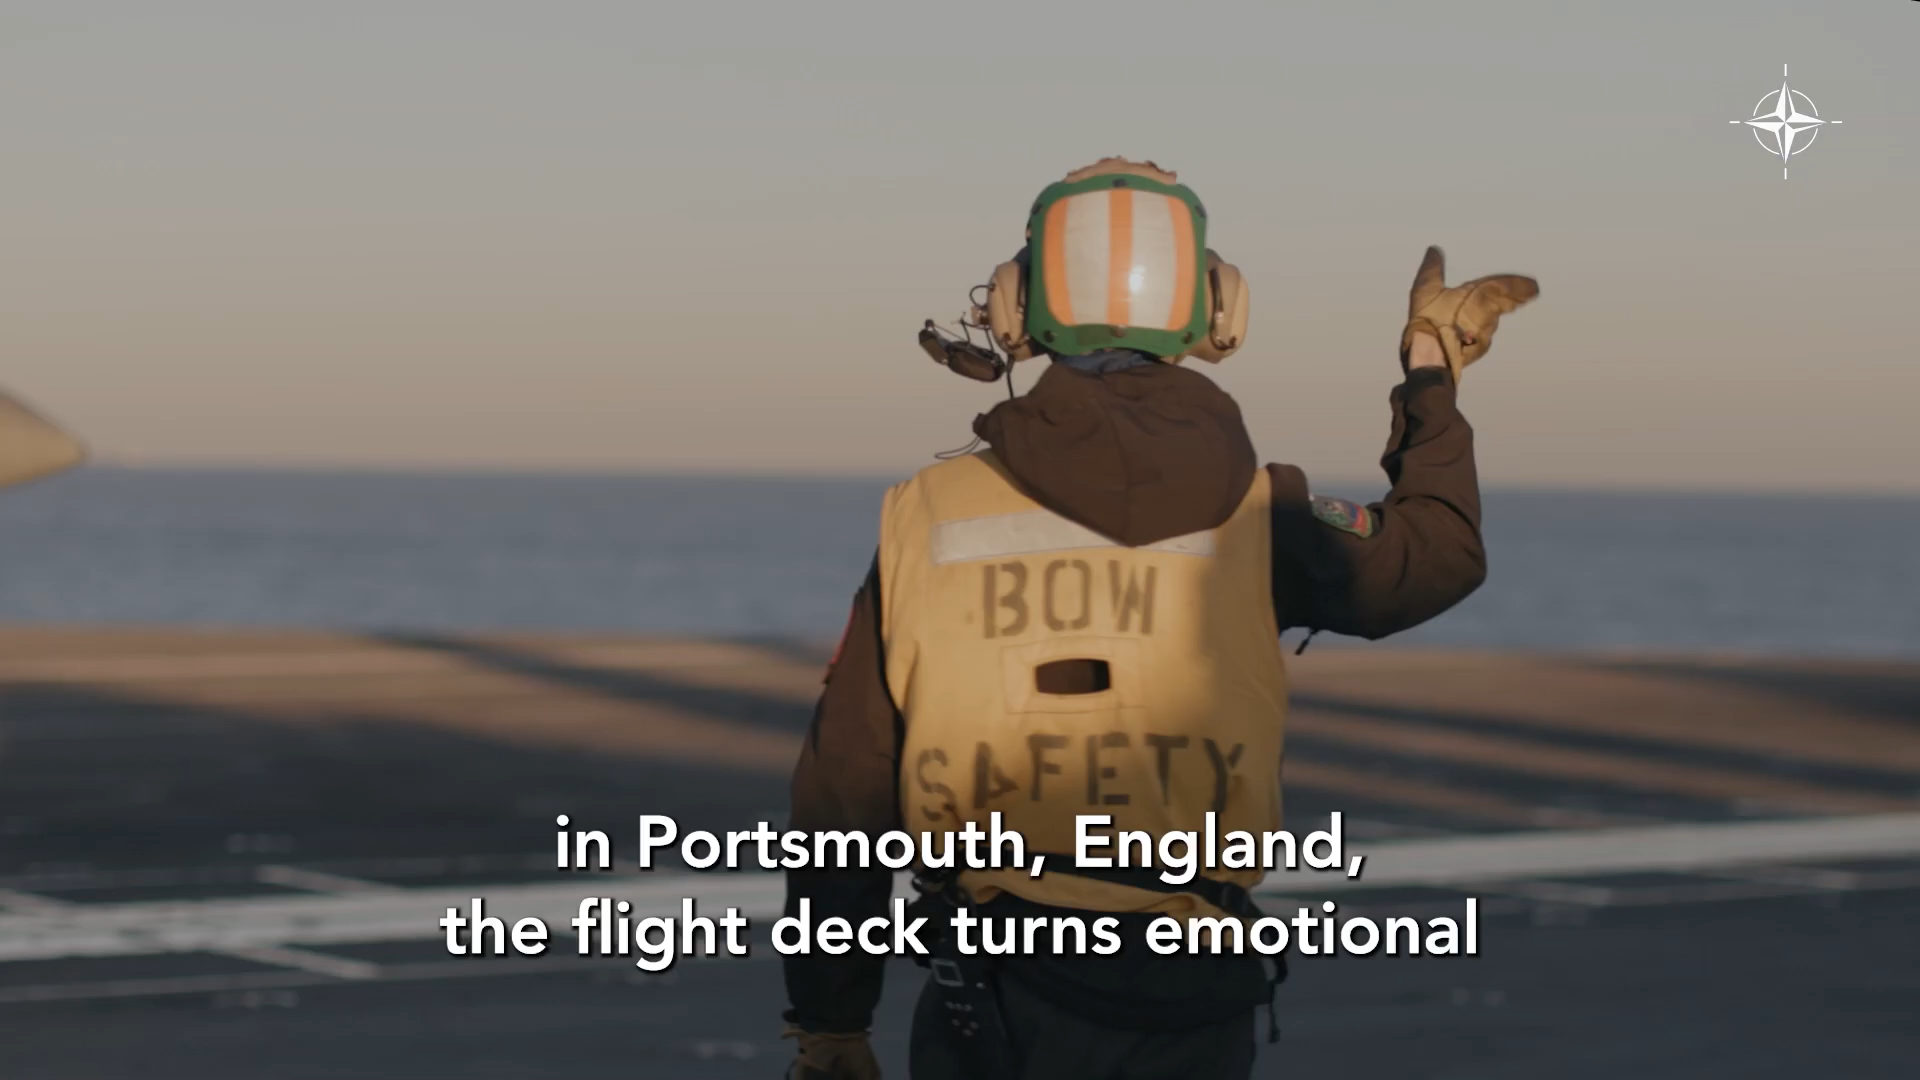 BOW
SAFETY
in Portsmouth, England,
the flight deck turns emotional